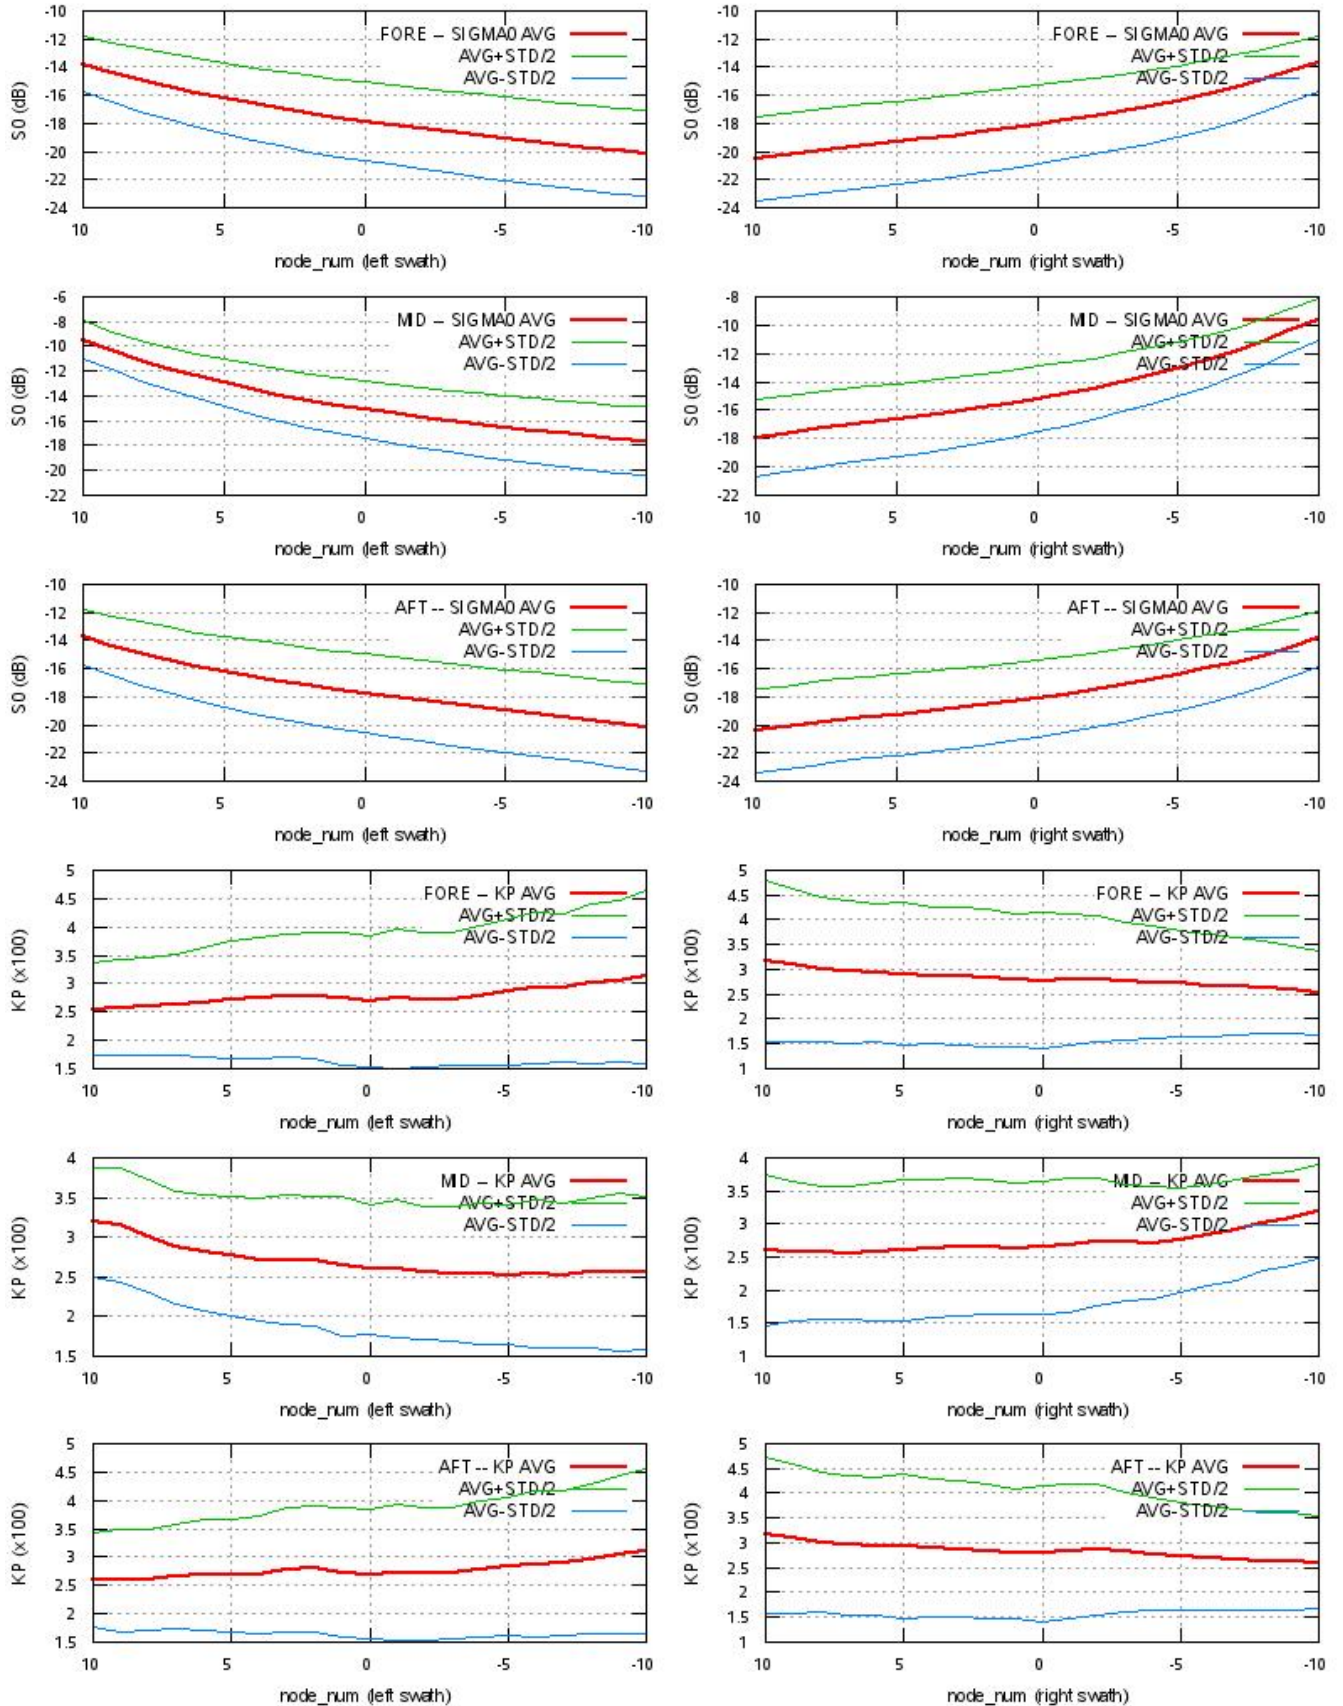 -10
-12
-14
-16
-18
-20
-22
-24
S0 (dB)
FORE – SIGMA0 AVG
AVG+STD/2
AVG-STD/2
10 5 0 -5 -10
node_num (left swath)
-10
-12
-14
-16
-18
-20
-22
-24
S0 (dB)
FORE – SIGMA0 AVG
AVG+STD/2
AVG-STD/2
10 5 0 -5 -10
node_num (right swath)
-6
-8
-10
-12
-14
-16
-18
-20
-22
S0 (dB)
MID – SIGMA0 AVG
AVG+STD/2
AVG-STD/2
10 5 0 -5 -10
node_num (left swath)
-8
-10
-12
-14
-16
-18
-20
-22
S0 (dB)
MID – SIGMA0 AVG
AVG+STD/2
AVG-STD/2
10 5 0 -5 -10
node_num (right swath)
-10
-12
-14
-16
-18
-20
-22
-24
S0 (dB)
AFT -- SIGMA0 AVG
AVG+STD/2
AVG-STD/2
10 5 0 -5 -10
node_num (left swath)
-10
-12
-14
-16
-18
-20
-22
-24
S0 (dB)
AFT -- SIGMA0 AVG
AVG+STD/2
AVG-STD/2
10 5 0 -5 -10
node_num (right swath)
5
4.5
4
3.5
3
2.5
2
1.5
KP (x100)
FORE – KP AVG
AVG+STD/2
AVG-STD/2
10 5 0 -5 -10
node_num (left swath)
5
4.5
4
3.5
3
2.5
2
1.5
1
KP (x100)
FORE – KP AVG
AVG+STD/2
AVG-STD/2
10 5 0 -5 -10
node_num (right swath)
4
3.5
3
2.5
2
1.5
KP (x100)
MID – KP AVG
AVG+STD/2
AVG-STD/2
10 5 0 -5 -10
node_num (left swath)
4
3.5
3
2.5
2
1.5
1
KP (x100)
MID – KP AVG
AVG+STD/2
AVG-STD/2
10 5 0 -5 -10
node_num (right swath)
5
4.5
4
3.5
3
2.5
2
1.5
KP (x100)
AFT -- KP AVG
AVG+STD/2
AVG-STD/2
10 5 0 -5 -10
node_num (left swath)
5
4.5
4
3.5
3
2.5
2
1.5
1
KP (x100)
AFT -- KP AVG
AVG+STD/2
AVG-STD/2
10 5 0 -5 -10
node_num (right swath)